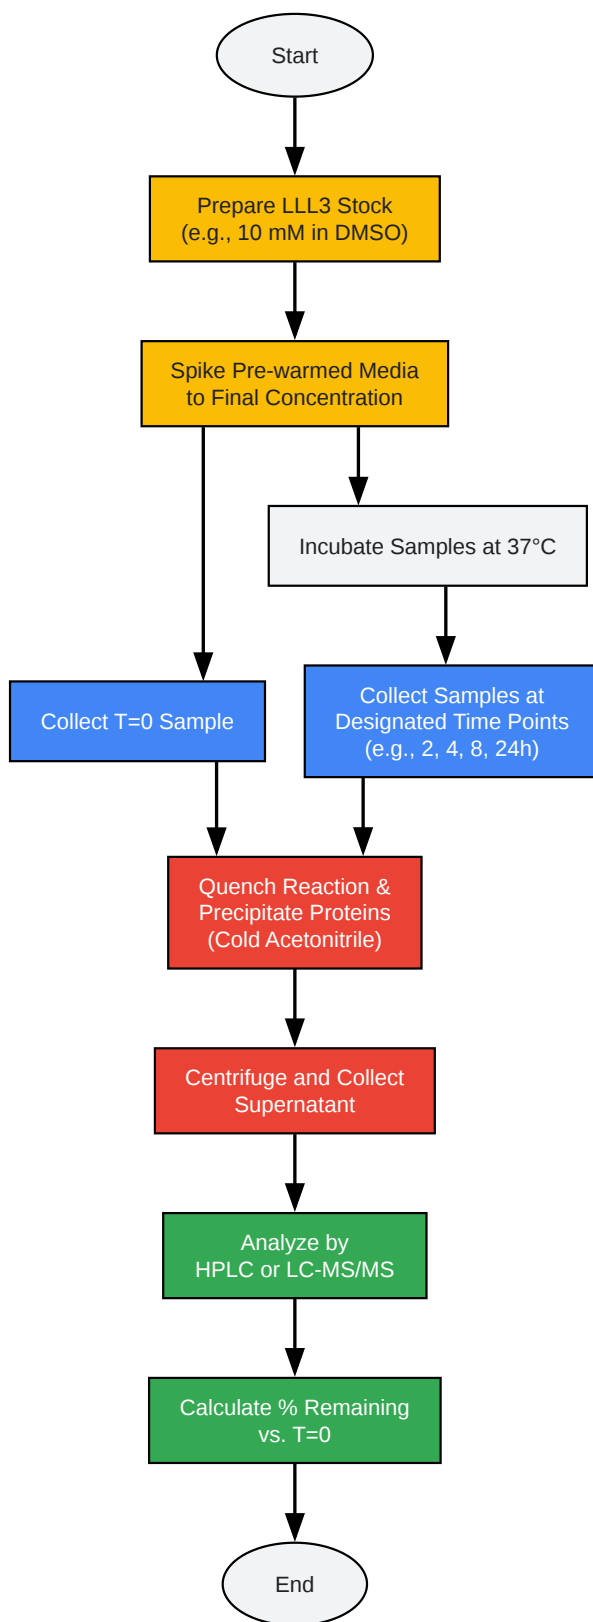 Start
Prepare LLL3 Stock
(e.g., 10 mM in DMSO)
Spike Pre-warmed Media
to Final Concentration
Incubate Samples at 37°C
Collect T=0 Sample
Collect Samples at
Designated Time Points
(e.g., 2, 4, 8, 24h)
Quench Reaction &
Precipitate Proteins
(Cold Acetonitrile)
Centrifuge and Collect
Supernatant
Analyze by
HPLC or LC-MS/MS
Calculate % Remaining
vs. T=0
End